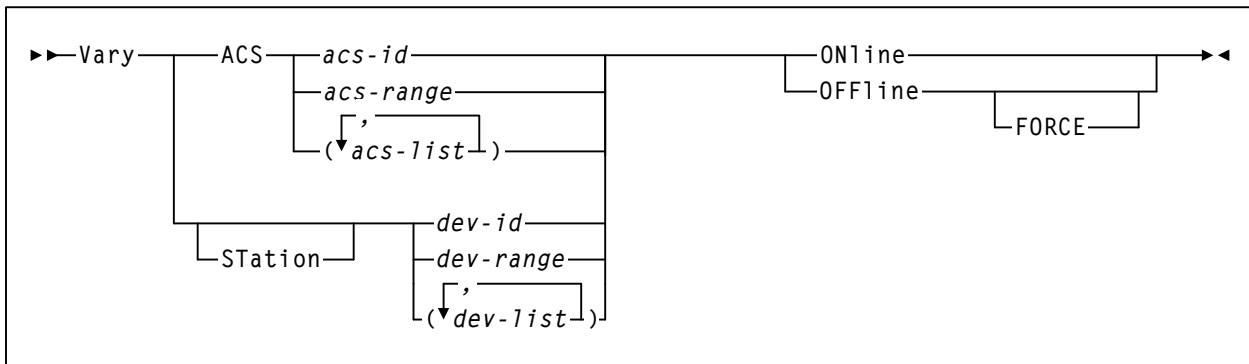 Vary ACS acs-id ONline
acs-range OFFline
, FORCE
( acs-list )
dev-id
STation dev-range
,
( dev-list )